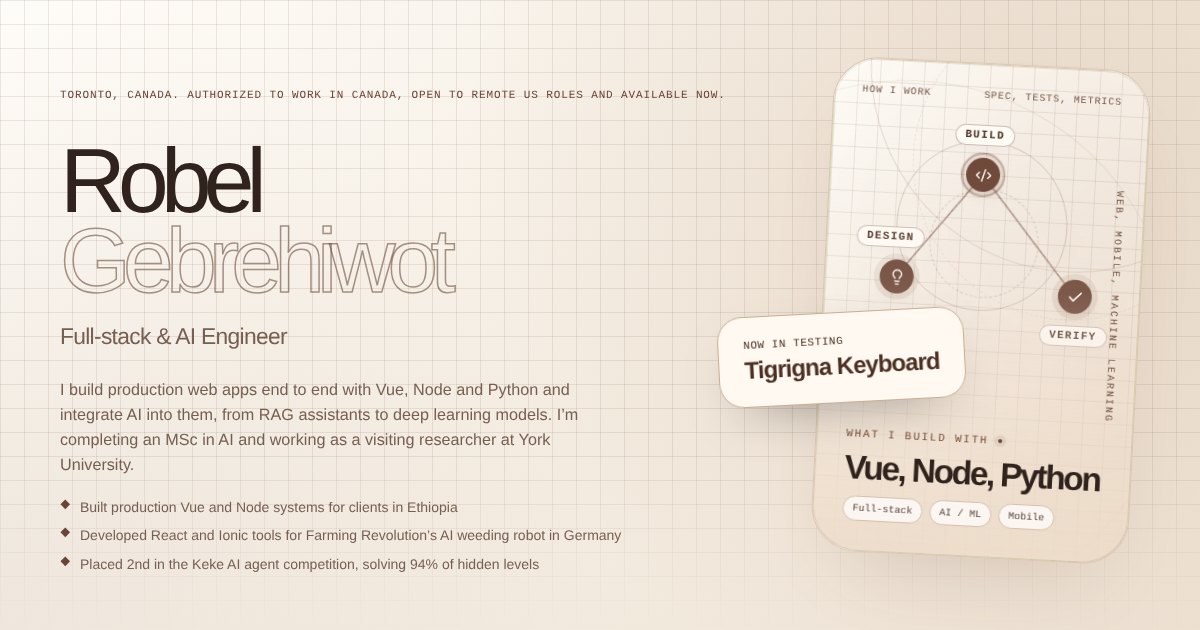 TORONTO, CANADA. AUTHORIZED TO WORK IN CANADA, OPEN TO REMOTE US ROLES AND AVAILABLE NOW.
Robel
Gebrehiwot
Full-stack & AI Engineer
I build production web apps end to end with Vue, Node and Python and
integrate AI into them, from RAG assistants to deep learning models. I’m
completing an MSc in AI and working as a visiting researcher at York
University.
Built production Vue and Node systems for clients in Ethiopia
Developed React and Ionic tools for Farming Revolution’s AI weeding robot in Germany
Placed 2nd in the Keke AI agent competition, solving 94% of hidden levels
HOW I WORK
SPEC, TESTS, METRICS
BUILD
DESIGN
VERIFY
WEB, MOBILE, MACHINE LEARNING
NOW IN TESTING
Tigrigna Keyboard
WHAT I BUILD WITH
Vue, Node, Python
Full-stack
AI / ML
Mobile